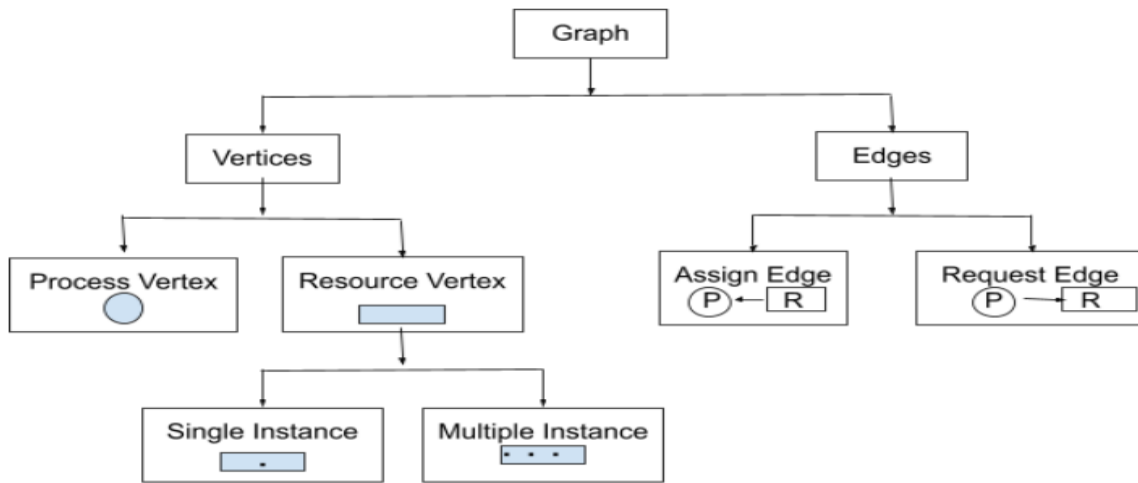 Graph
Vertices
Edges
Process Vertex
Resource Vertex
Assign Edge
P
R
Request Edge
P
R
Single Instance
Multiple Instance